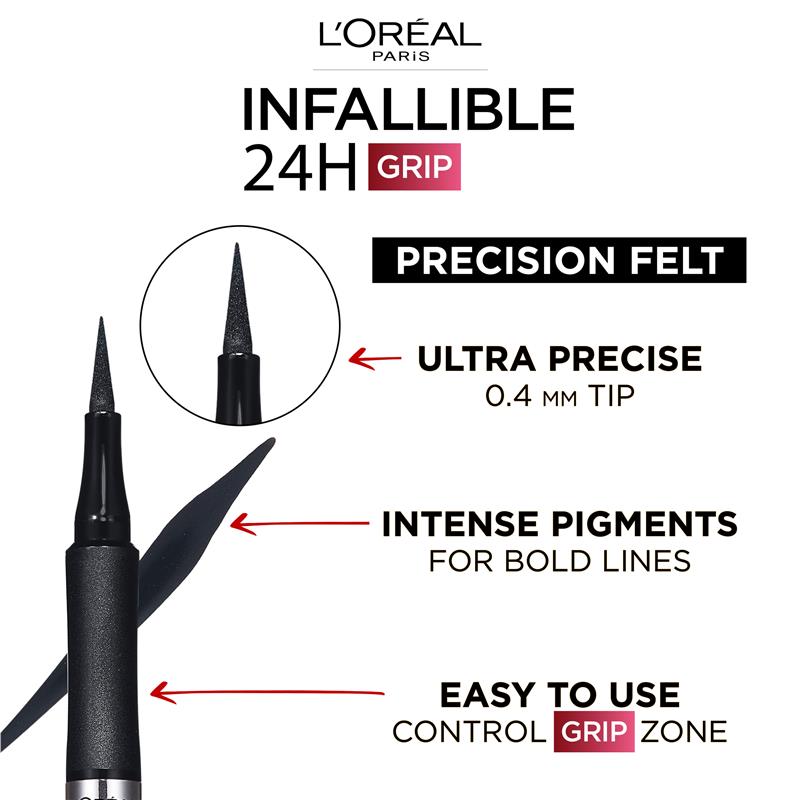 L'ORÉAL
PARiS
INFALLIBLE
24H GRIP
PRECISION FELT
ULTRA PRECISE
0.4 MM TIP
INTENSE PIGMENTS
FOR BOLD LINES
EASY TO USE
CONTROL GRIP ZONE